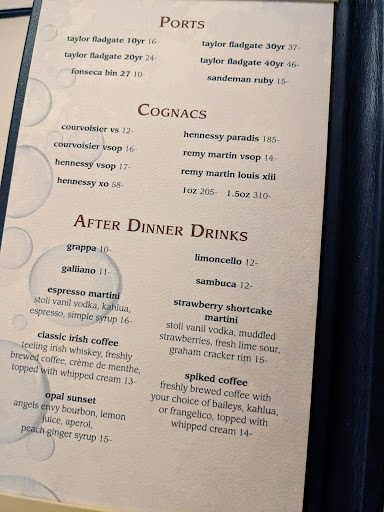 PORTS
taylor fladgate 10yr 16-
taylor fladgate 20yr 24-
fonseca bin 27 10-
taylor fladgate 30yr 37-
taylor fladgate 40yr 46-
sandeman ruby 15-
COGNACS
courvoisier vs 12-
courvoisier vsop 16-
hennessy vsop 17-
hennessy xo 58-
hennessy paradis 185-
remy martin vsop 14-
remy martin louis xiii
1oz 205- 1.5oz 310-
AFTER DINNER DRINKS
grappa 10-
galliano 11-
espresso martini
stoli vanil vodka, kahlua,
espresso, simple syrup 16-
classic irish coffee
teeling irish whiskey, freshly
brewed coffee, crème de menthe,
topped with whipped cream 13-
opal sunset
angels envy bourbon, lemon
juice, aperol,
peach ginger syrup 15-
limoncello 12-
sambuca 12-
strawberry shortcake
martini
stoli vanil vodka, muddled
strawberries, fresh lime sour,
graham cracker rim 15-
spiked coffee
freshly brewed coffee with
your choice of baileys, kahlua,
or frangelico, topped with
whipped cream 14-